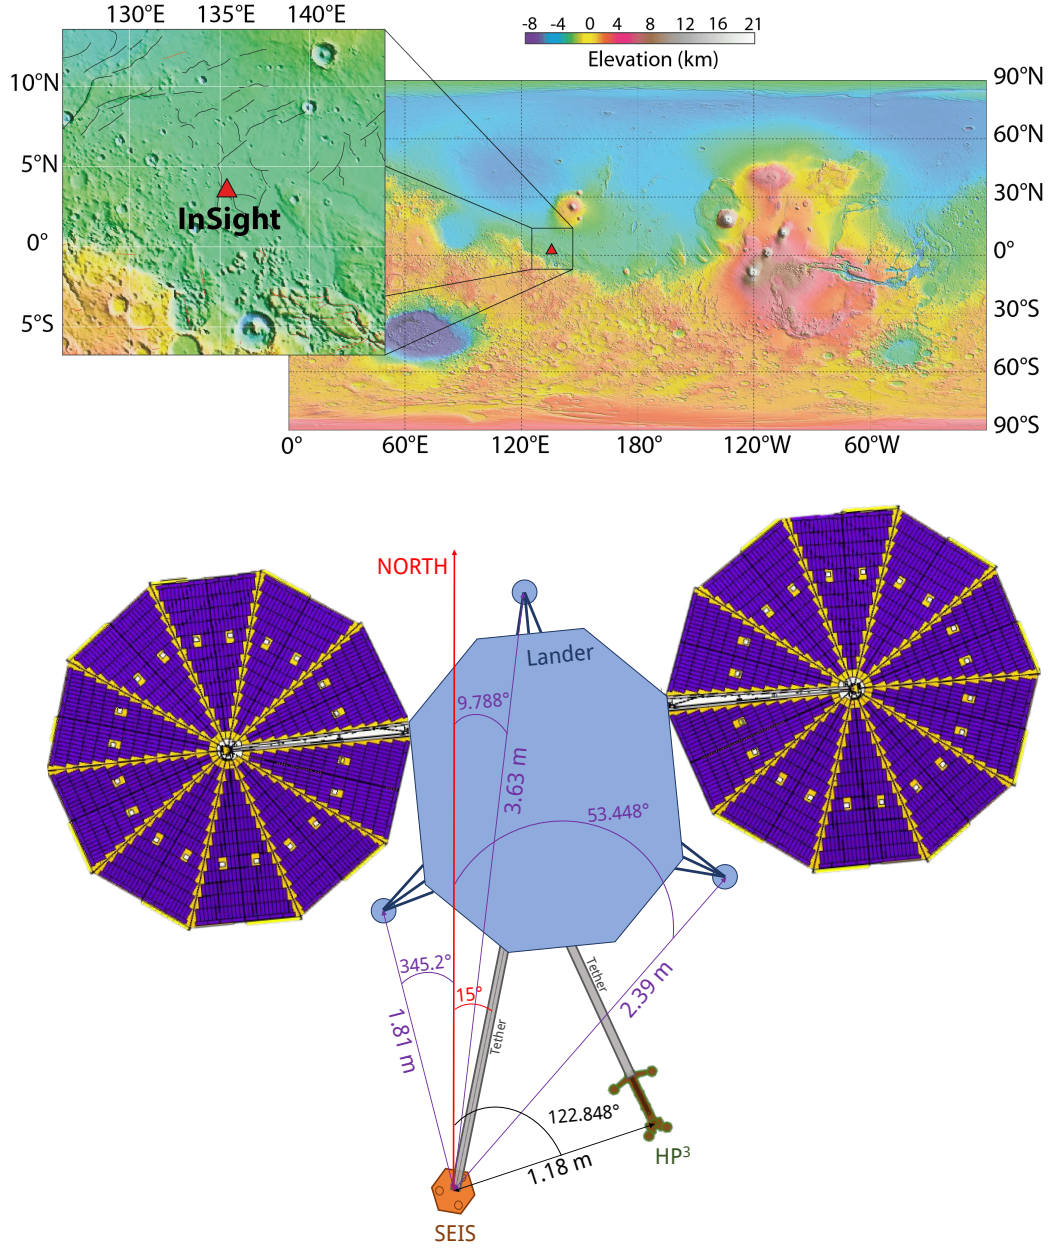 130°E 135°E 140°E
-8 -4 0 4 8 12 16 21
Elevation (km)
10°N
5°N
0°
5°S
InSight
90°N
60°N
30°N
0°
30°S
60°S
90°S
0° 60°E 120°E 180° 120°W 60°W
NORTH
Lander
9.788°
3.63 m
53.448°
345.2°
15°
1.81 m
Tether
Tether
2.39 m
122.848°
1.18 m
HP³
SEIS